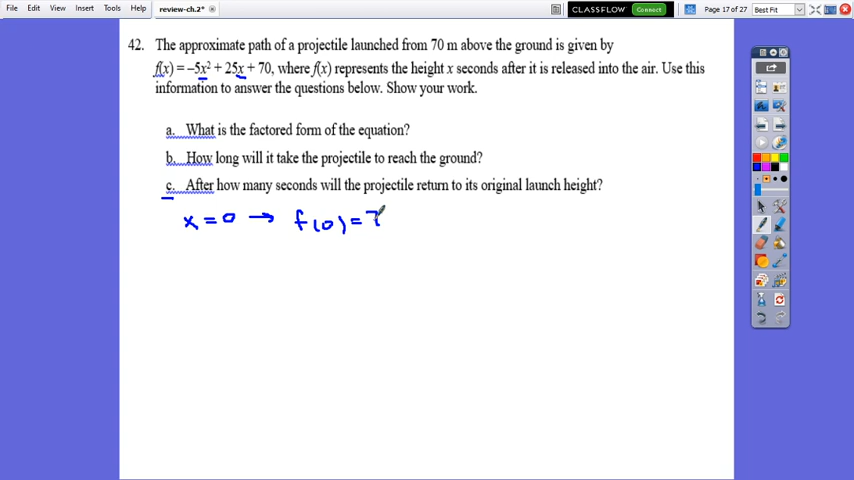 File Edit View Insert Tools Help review-ch.2* CLASSFLOW Connect Page 17 of 27 Best Fit
42. The approximate path of a projectile launched from 70 m above the ground is given by
f(x) = –5x² + 25x + 70, where f(x) represents the height x seconds after it is released into the air. Use this
information to answer the questions below. Show your work.
a. What is the factored form of the equation?
b. How long will it take the projectile to reach the ground?
c. After how many seconds will the projectile return to its original launch height?
x = 0 → f(0) = 7